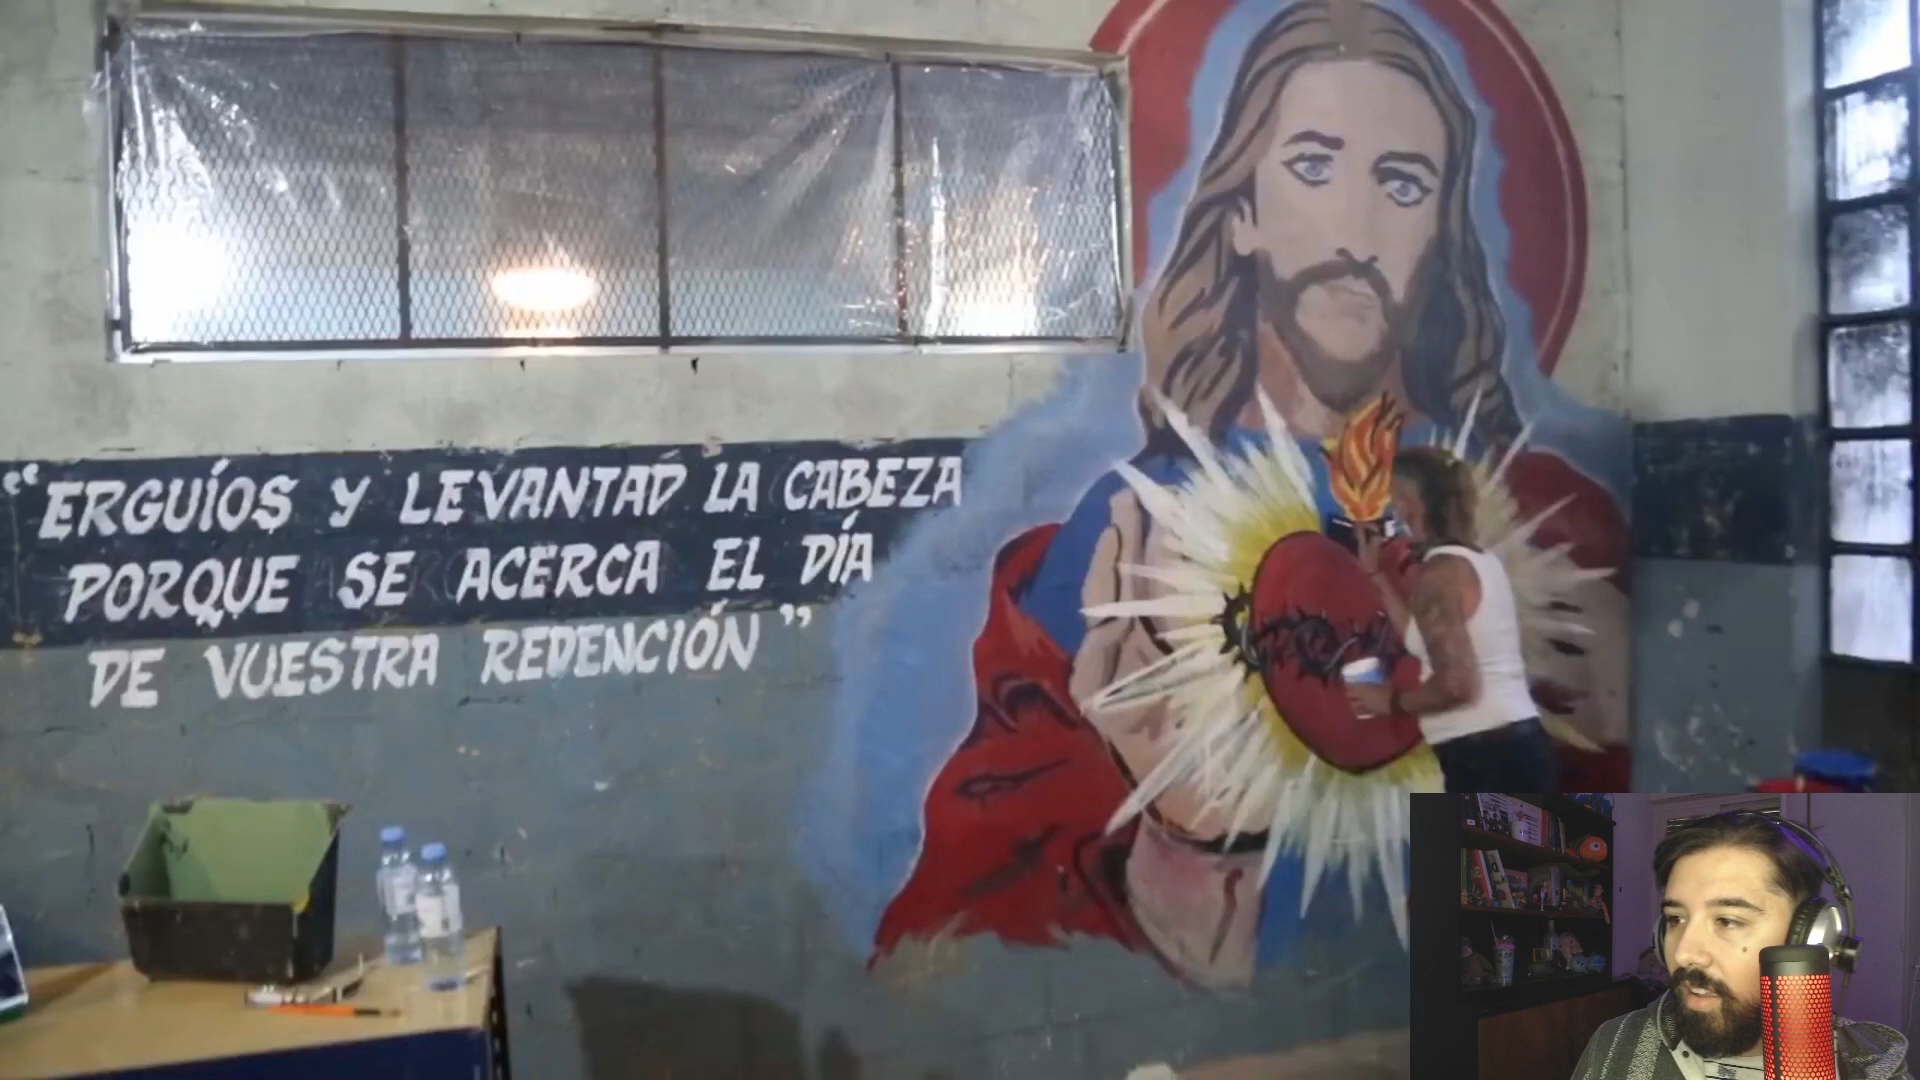 “ERGUÍOS Y LEVANTAD LA CABEZA
PORQUE SE ACERCA EL DÍA
DE VUESTRA REDENCIÓN”